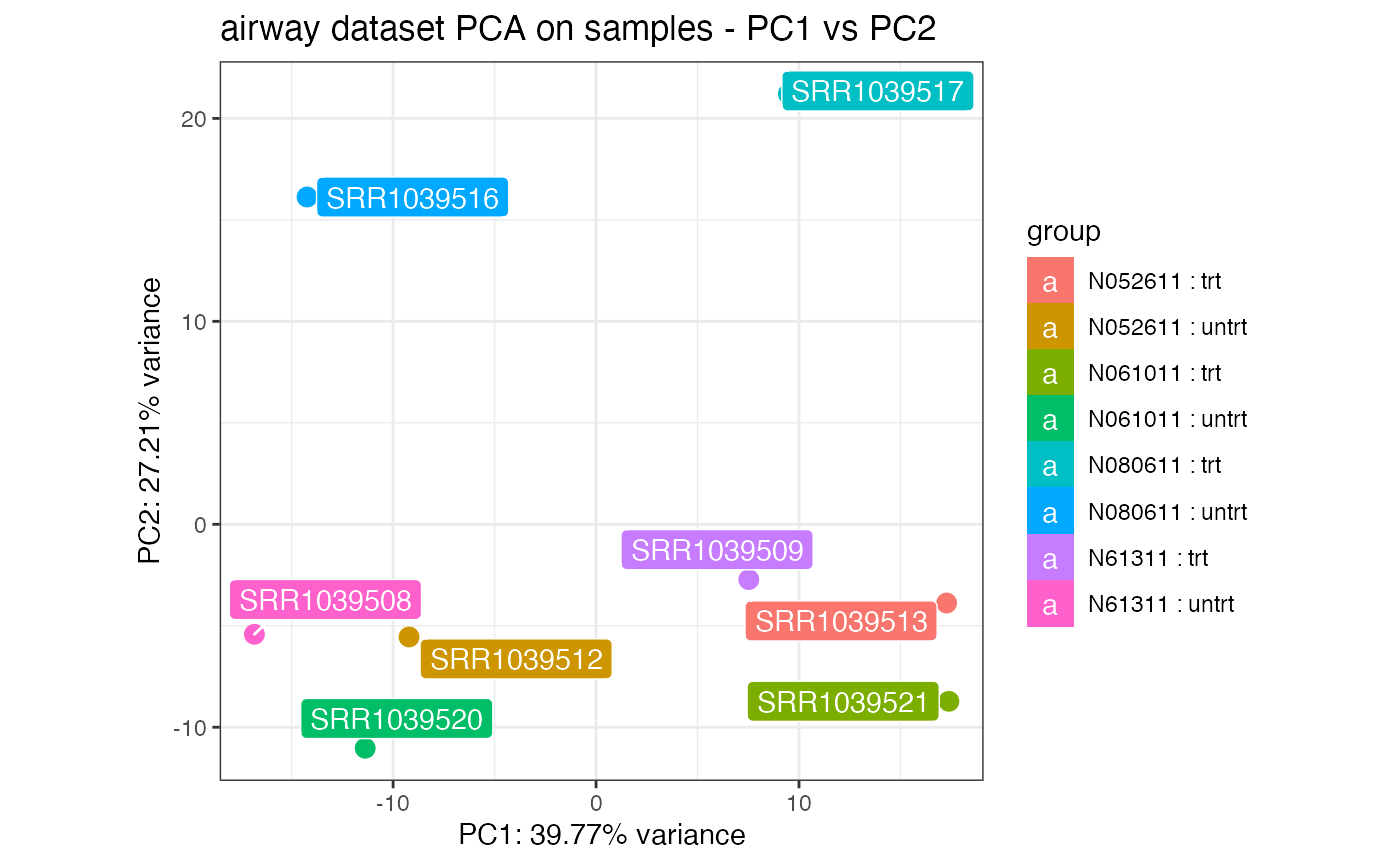 airway dataset PCA on samples - PC1 vs PC2
SRR1039517
20
SRR1039516
10
PC2: 27.21% variance
0
SRR1039509
SRR1039508
SRR1039513
SRR1039512
SRR1039521
SRR1039520
-10
-10 0 10
PC1: 39.77% variance
group
a N052611 : trt
a N052611 : untrt
a N061011 : trt
a N061011 : untrt
a N080611 : trt
a N080611 : untrt
a N61311 : trt
a N61311 : untrt